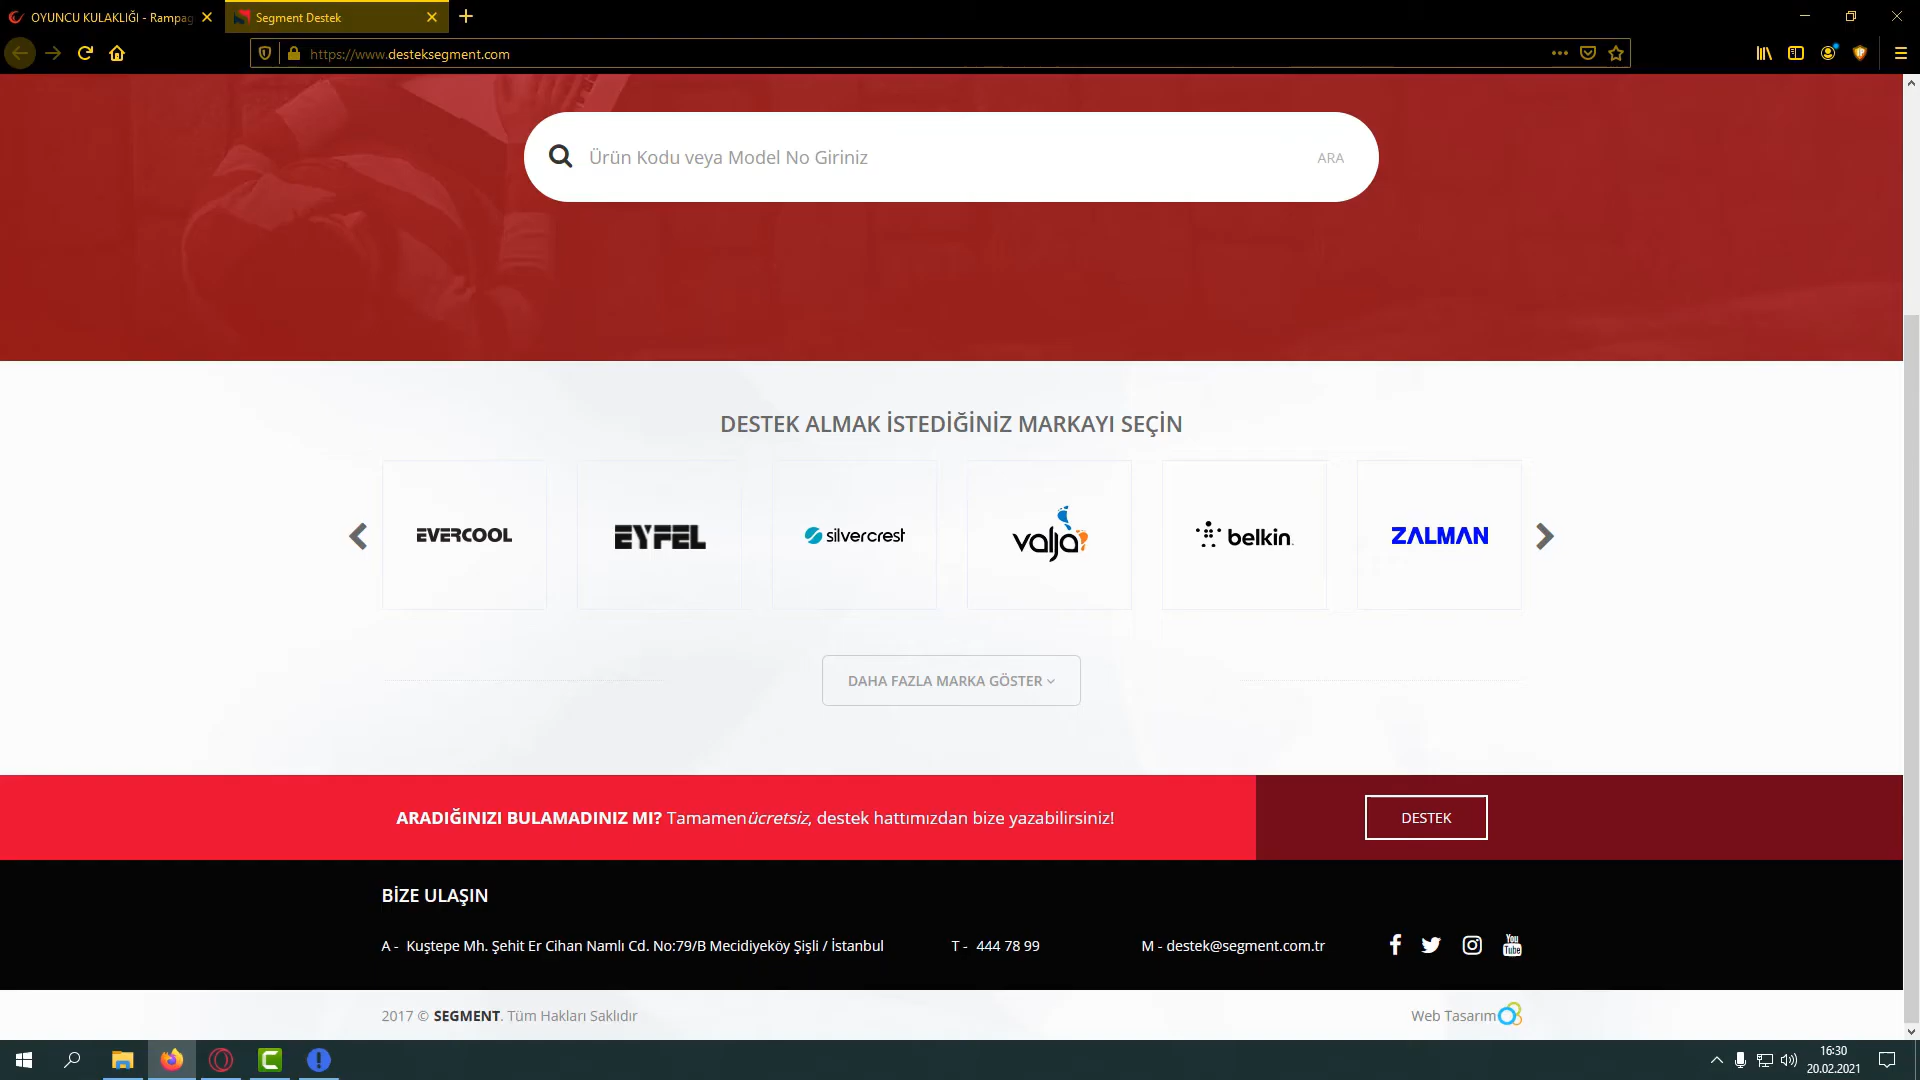 OYUNCU KULAKLIĞI - Rampag
Segment Destek
https://www.desteksegment.com
Ürün Kodu veya Model No Giriniz
ARA
DESTEK ALMAK İSTEDİĞİNİZ MARKAYI SEÇİN
EVERCOOL
EYFEL
silvercrest
valja
belkin.
ZALMAN
DAHA FAZLA MARKA GÖSTER
ARADIĞINIZI BULAMADINIZ MI? Tamamenücretsiz, destek hattımızdan bize yazabilirsiniz!
DESTEK
BİZE ULAŞIN
A - Kuştepe Mh. Şehit Er Cihan Namlı Cd. No:79/B Mecidiyeköy Şişli / İstanbul
T - 444 78 99
M - destek@segment.com.tr
You
Tube
2017 © SEGMENT. Tüm Hakları Saklıdır
Web Tasarım
16:30
20.02.2021